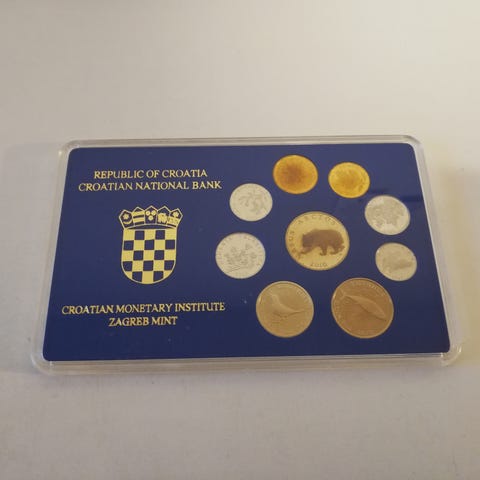 REPUBLIC OF CROATIA
CROATIAN NATIONAL BANK
CROATIAN MONETARY INSTITUTE
ZAGREB MINT
URSUS ARCTOS
2010